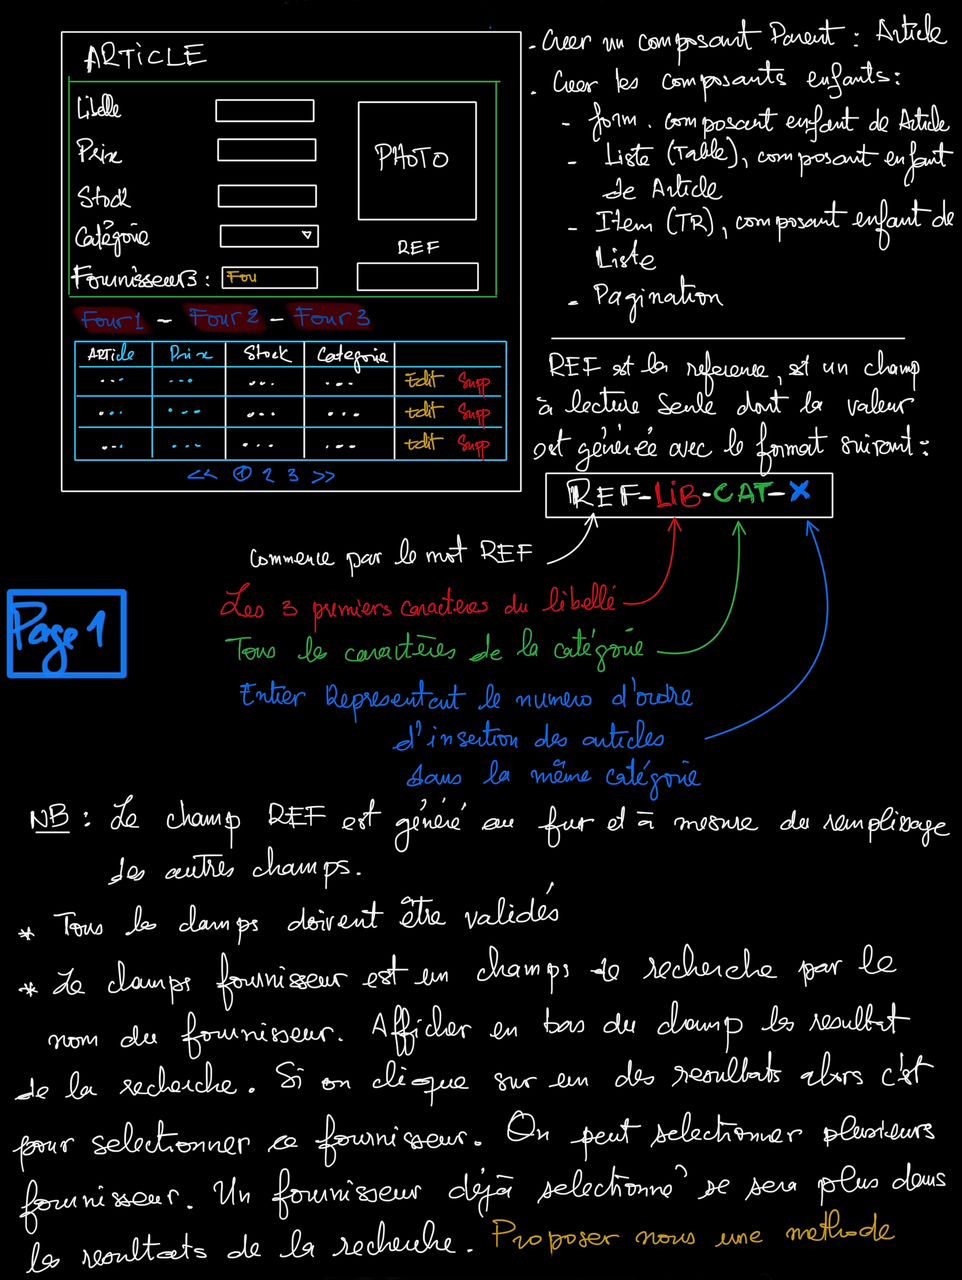 ARTICLE
Libelle
Prix
Stock
Catégorie
Fournisseurs : Fou
PHOTO
REF
Four 1 - Four 2 - Four 3
Article Prix Stock Categorie
... ... ... ... Edit Supp
... ... ... ... Edit Supp
... ... ... ... Edit Supp
<< 1 2 3 >>
- Creer un composant Parent : Article
- Creer les composants enfants :
- form. composant enfant de Article
- Liste (Table), composant enfant
de Article
- Item (TR), composant enfant de
Liste
- Pagination
REF est la reference, est un champ
à lecture seule dont la valeur
est générée avec le format suivant :
REF-LIB-CAT-X
Commence par le mot REF
Les 3 premiers caractères du libellé
Tous les caractères de la catégorie
Entier Representant le numero d'ordre
d'insertion des articles
dans la même catégorie
Page 1
NB : Le champ REF est généré au fur et à mesure du remplissage
des autres champs.
* Tous les champs doivent être validés
* Le champs fournisseur est un champs de recherche par le
nom du fournisseur. Afficher en bas du champ les resultat
de la recherche. Si on clique sur un des resultats alors c'est
pour selectionner ce fournisseur. On peut selectionner plusieurs
fournisseur. Un fournisseur déjà selectionné se sera plus dans
les resultats de la recherche. Proposer nous une methode